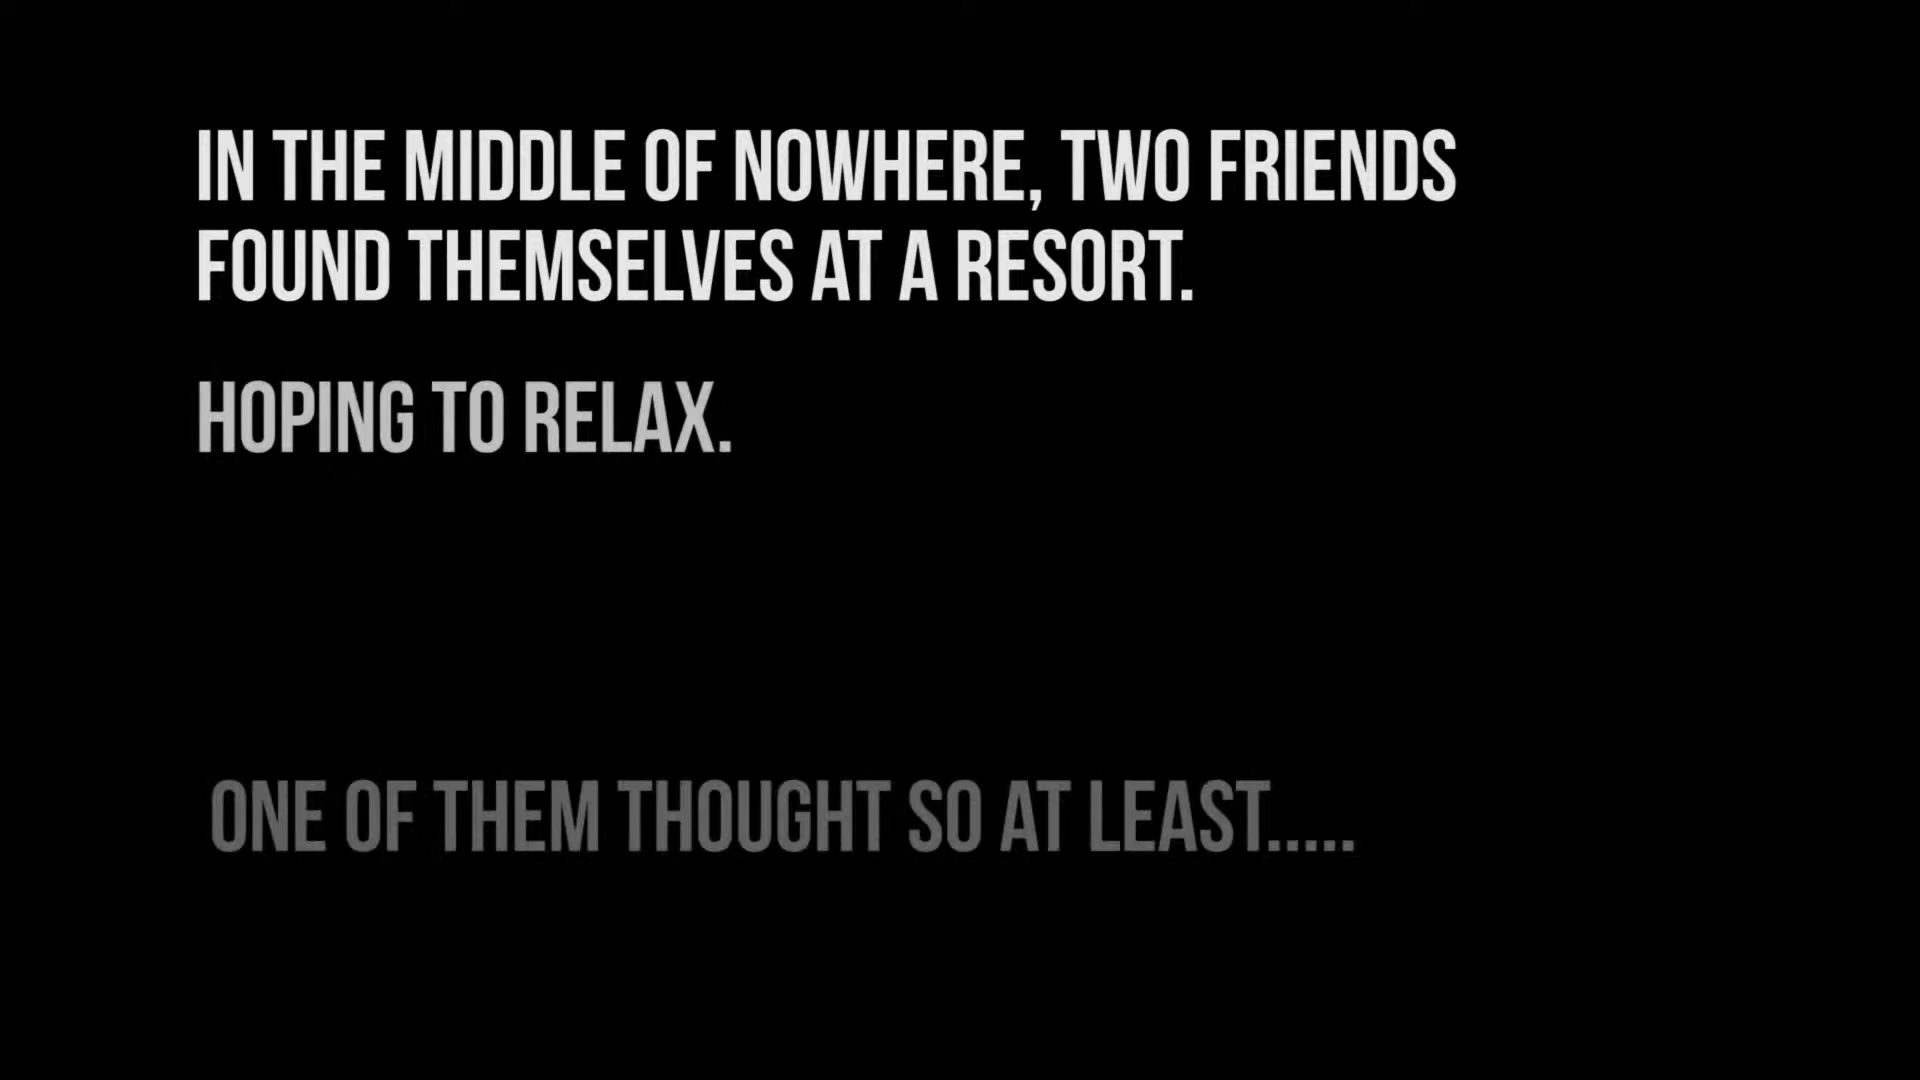 IN THE MIDDLE OF NOWHERE, TWO FRIENDS
FOUND THEMSELVES AT A RESORT.
HOPING TO RELAX.
ONE OF THEM THOUGHT SO AT LEAST.....